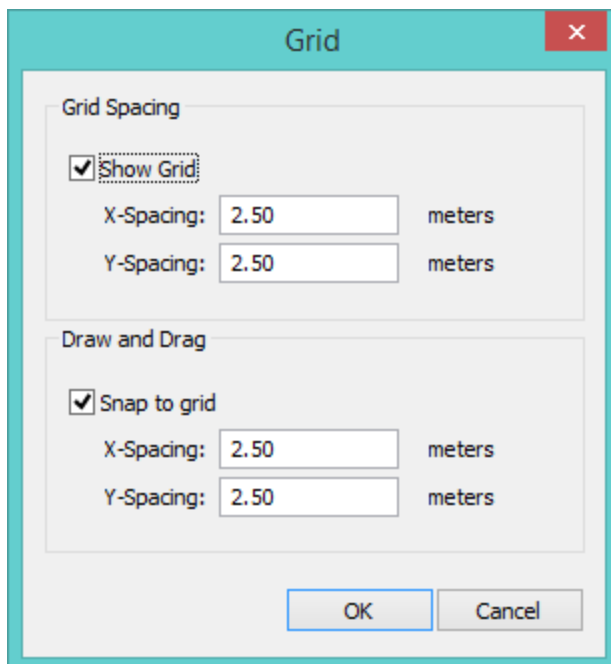 Grid
Grid Spacing
Show Grid
X-Spacing: 2.50 meters
Y-Spacing: 2.50 meters
Draw and Drag
Snap to grid
X-Spacing: 2.50 meters
Y-Spacing: 2.50 meters
OK Cancel